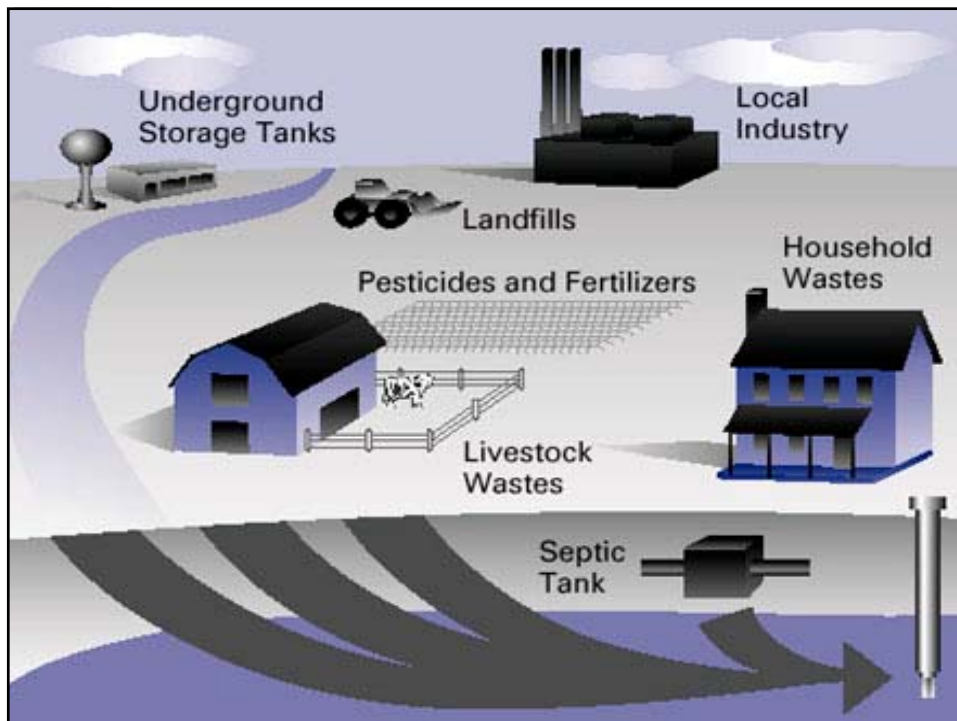 Underground
Storage Tanks
Local
Industry
Landfills
Household
Wastes
Pesticides and Fertilizers
Livestock
Wastes
Septic
Tank